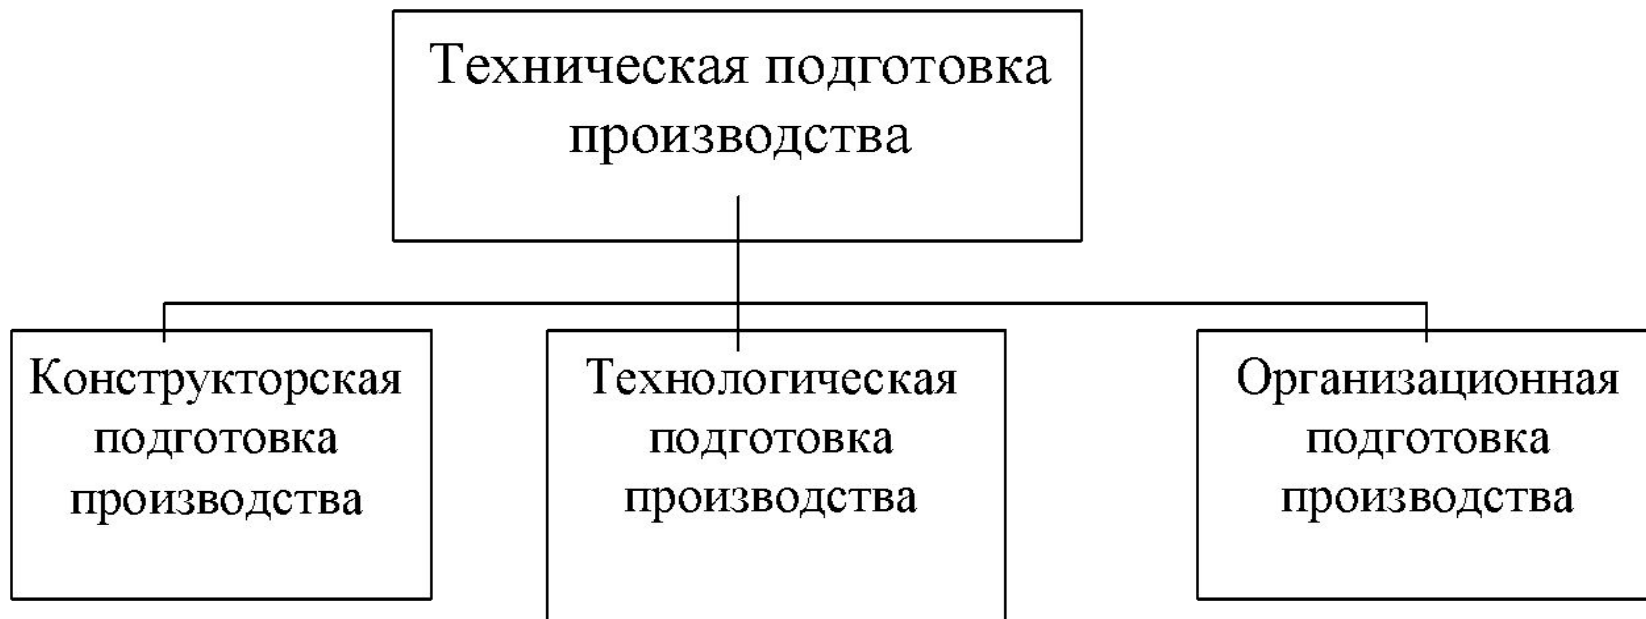 Техническая подготовка
производства
Конструкторская
подготовка
производства
Технологическая
подготовка
производства
Организационная
подготовка
производства